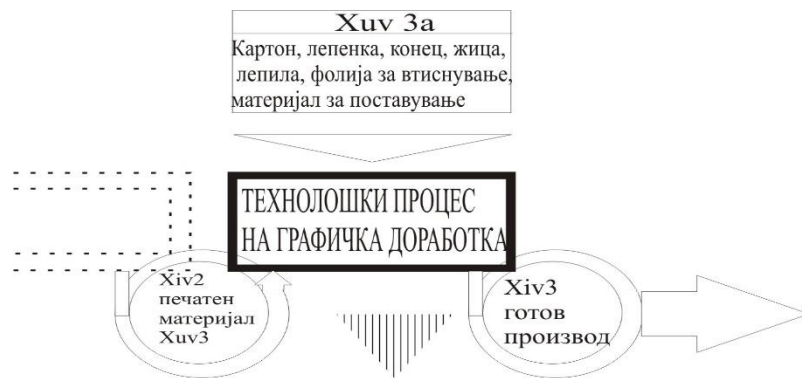 Xuv 3a
Картон, лепенка, конец, жица,
лепила, фолија за втиснување,
материјал за поставување
ТЕХНОЛОШКИ ПРОЦЕС
НА ГРАФИЧКА ДОРАБОТКА
Xiv2
печатен
материјал
Xuv3
Xiv3
готов
производ